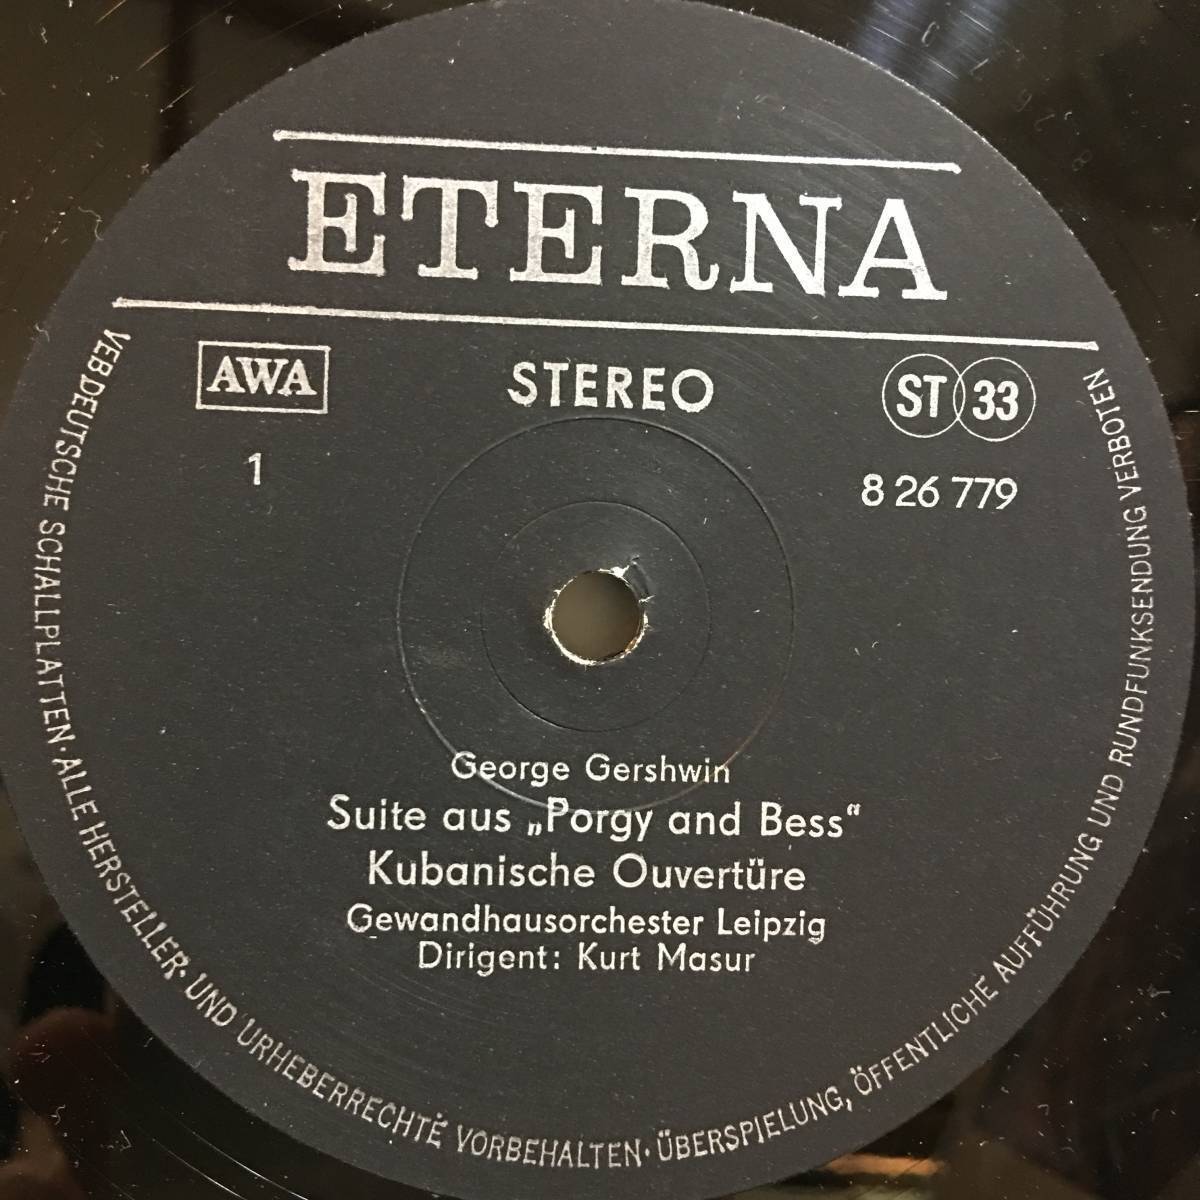 ETERNA
AWA
STEREO
ST 33
1
8 26 779
George Gershwin
Suite aus „Porgy and Bess“
Kubanische Ouvertüre
Gewandhausorchester Leipzig
Dirigent: Kurt Masur
VEB DEUTSCHE SCHALLPLATTEN · ALLE HERSTELLER- UND URHEBERRECHTE VORBEHALTEN · ÜBERSPIELUNG, ÖFFENTLICHE AUFFÜHRUNG UND RUNDFUNKSENDUNG VERBOTEN